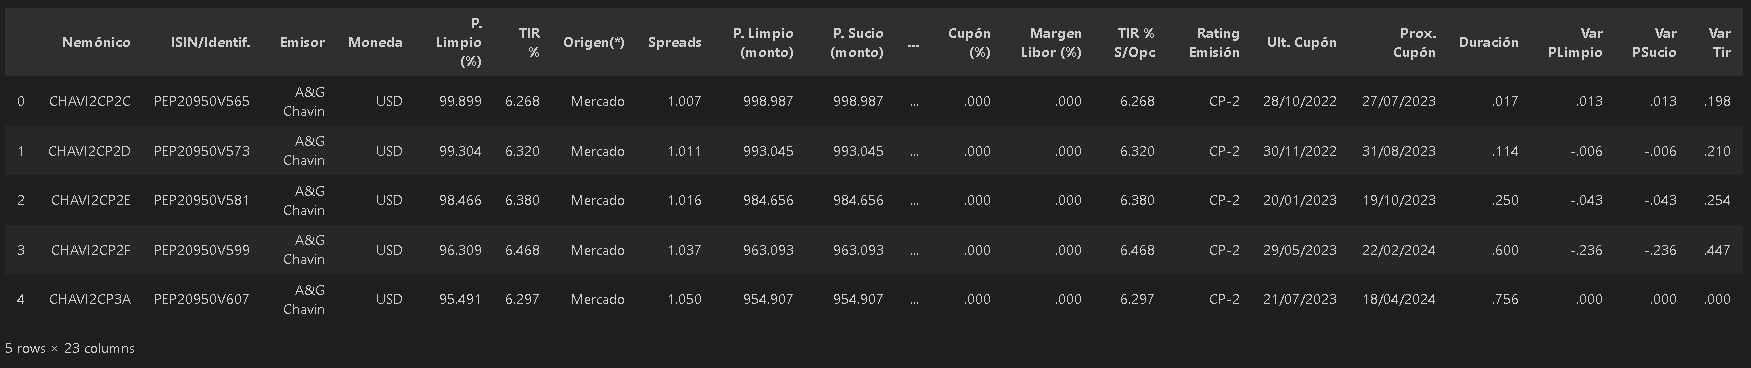 Nemónico ISIN/Identif. Emisor Moneda P. Limpio (%) TIR % Origen(*) Spreads P. Limpio (monto) P. Sucio (monto) ... Cupón (%) Margen Libor (%) TIR % S/Opc Rating Emisión Ult. Cupón Prox. Cupón Duración Var PLimpio Var PSucio Var Tir
0 CHAVI2CP2C PEP20950V565 A&G Chavin USD 99.899 6.268 Mercado 1.007 998.987 998.987 ... .000 .000 6.268 CP-2 28/10/2022 27/07/2023 .017 .013 .013 .198
1 CHAVI2CP2D PEP20950V573 A&G Chavin USD 99.304 6.320 Mercado 1.011 993.045 993.045 ... .000 .000 6.320 CP-2 30/11/2022 31/08/2023 .114 -.006 -.006 .210
2 CHAVI2CP2E PEP20950V581 A&G Chavin USD 98.466 6.380 Mercado 1.016 984.656 984.656 ... .000 .000 6.380 CP-2 20/01/2023 19/10/2023 .250 -.043 -.043 .254
3 CHAVI2CP2F PEP20950V599 A&G Chavin USD 96.309 6.468 Mercado 1.037 963.093 963.093 ... .000 .000 6.468 CP-2 29/05/2023 22/02/2024 .600 -.236 -.236 .447
4 CHAVI2CP3A PEP20950V607 A&G Chavin USD 95.491 6.297 Mercado 1.050 954.907 954.907 ... .000 .000 6.297 CP-2 21/07/2023 18/04/2024 .756 .000 .000 .000
5 rows × 23 columns